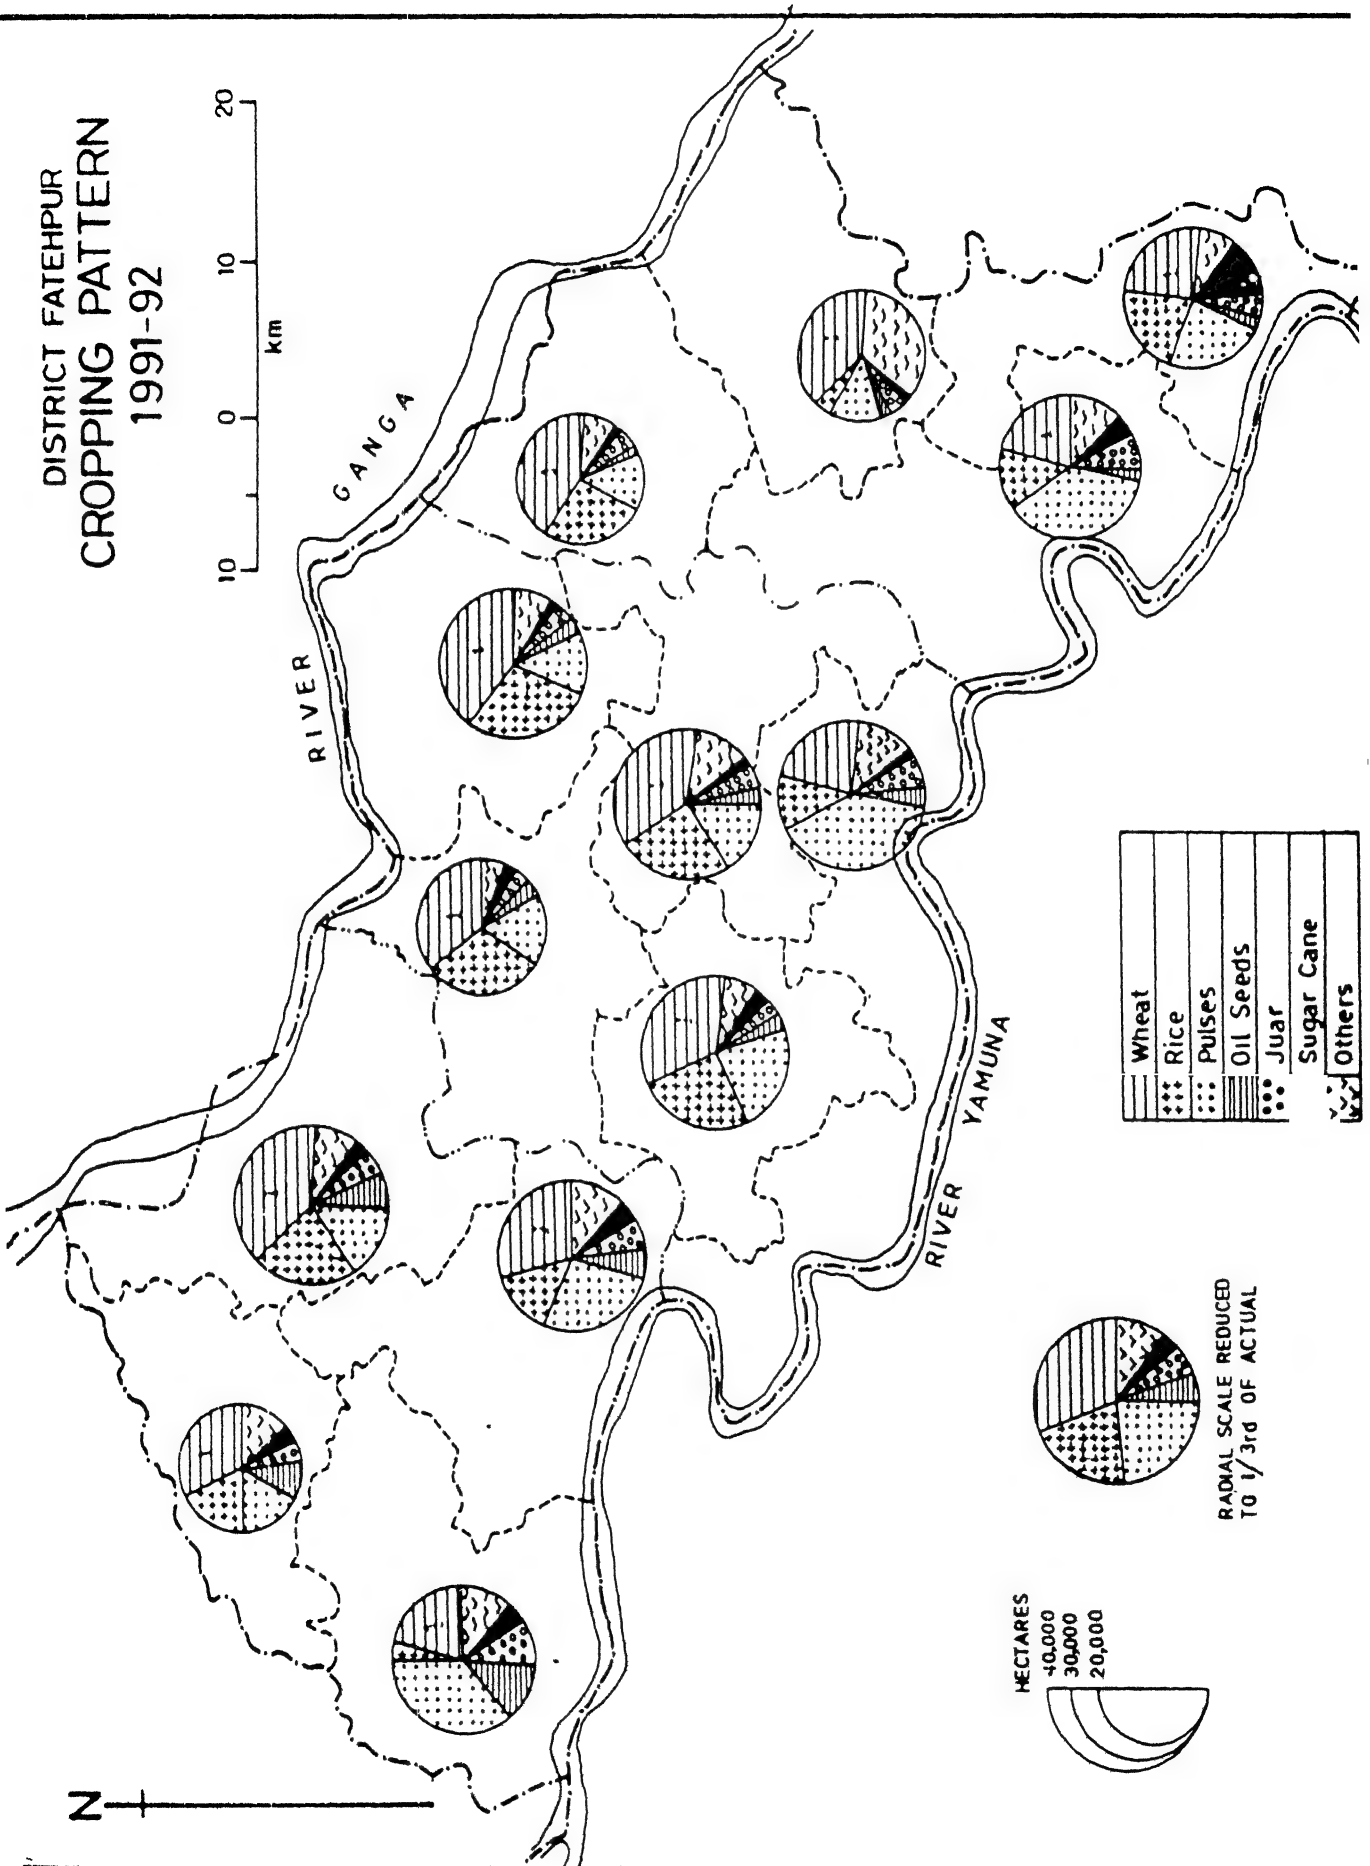 DISTRICT FATEHPUR
CROPPING PATTERN
1991-92
10 0 10 20
km
N
RIVER GANGA
RIVER YAMUNA
HECTARES
40,000
30,000
20,000
RADIAL SCALE REDUCED
TO 1/3rd OF ACTUAL
Wheat
Rice
Pulses
Oil Seeds
Juar
Sugar Cane
Others